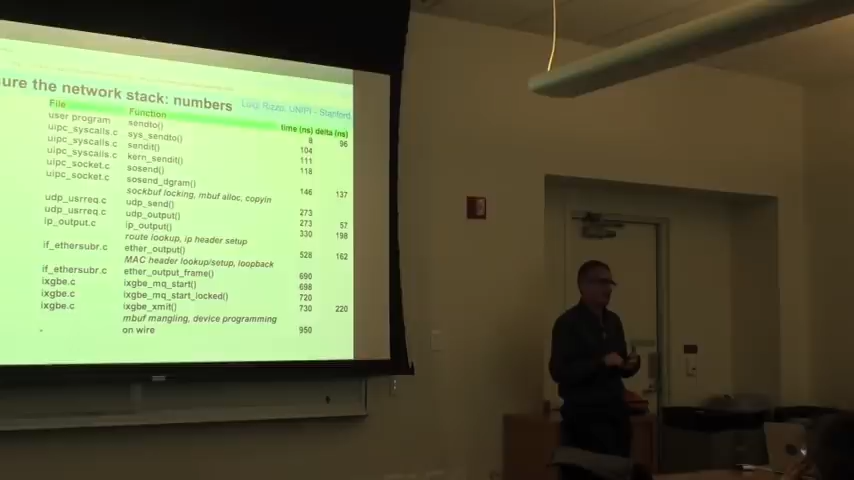 ure the network stack: numbers
Luigi Rizzo, UNIPI - Stanford
File Function time (ns) delta (ns)
user program sendto() 8 96
uipc_syscalls.c sys_sendto() 104
uipc_syscalls.c sendit() 111
uipc_syscalls.c kern_sendit() 118
uipc_socket.c sosend()
uipc_socket.c sosend_dgram() 146 137
sockbuf locking, mbuf alloc, copyin
udp_usrreq.c udp_send() 273
udp_usrreq.c udp_output() 273 57
ip_output.c ip_output() 330 198
route lookup, ip header setup
if_ethersubr.c ether_output() 528 162
MAC header lookup/setup, loopback
if_ethersubr.c ether_output_frame() 690
ixgbe.c ixgbe_mq_start() 698
ixgbe.c ixgbe_mq_start_locked() 720
ixgbe.c ixgbe_xmit() 730 220
mbuf mangling, device programming
- on wire 950